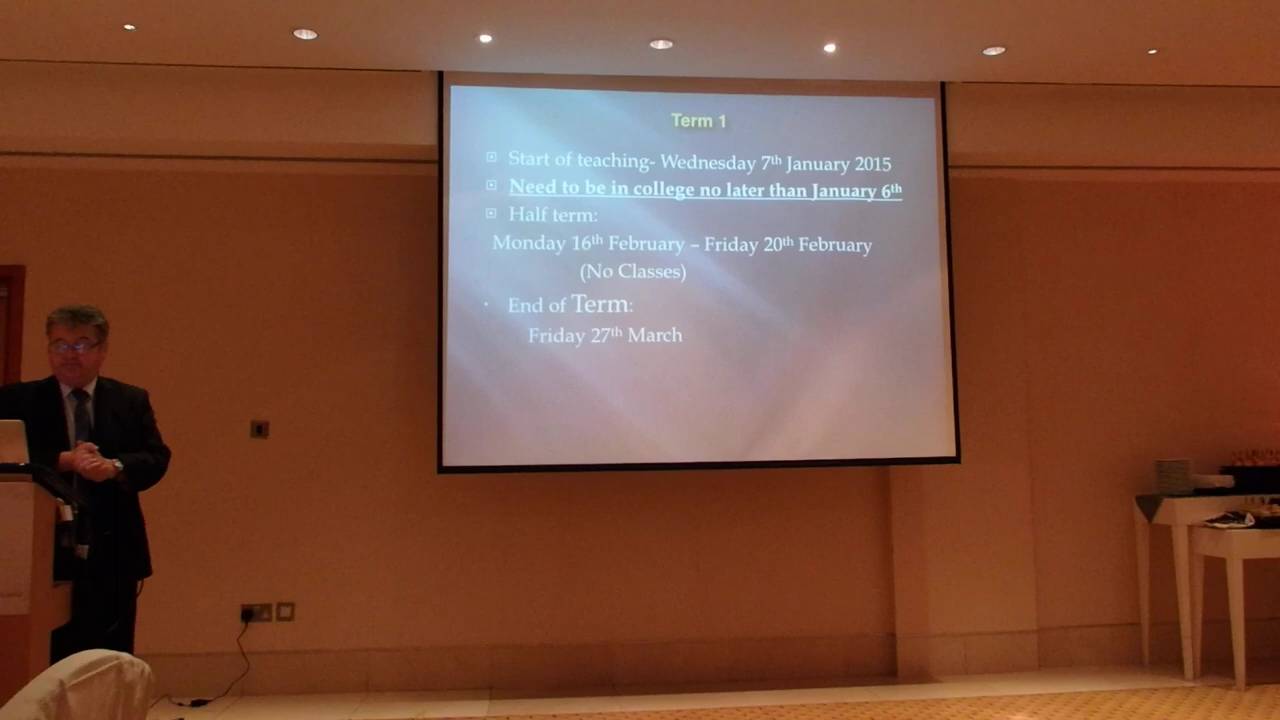 Term 1
Start of teaching- Wednesday 7th January 2015
Need to be in college no later than January 6th
Half term:
Monday 16th February – Friday 20th February
(No Classes)
End of Term:
Friday 27th March